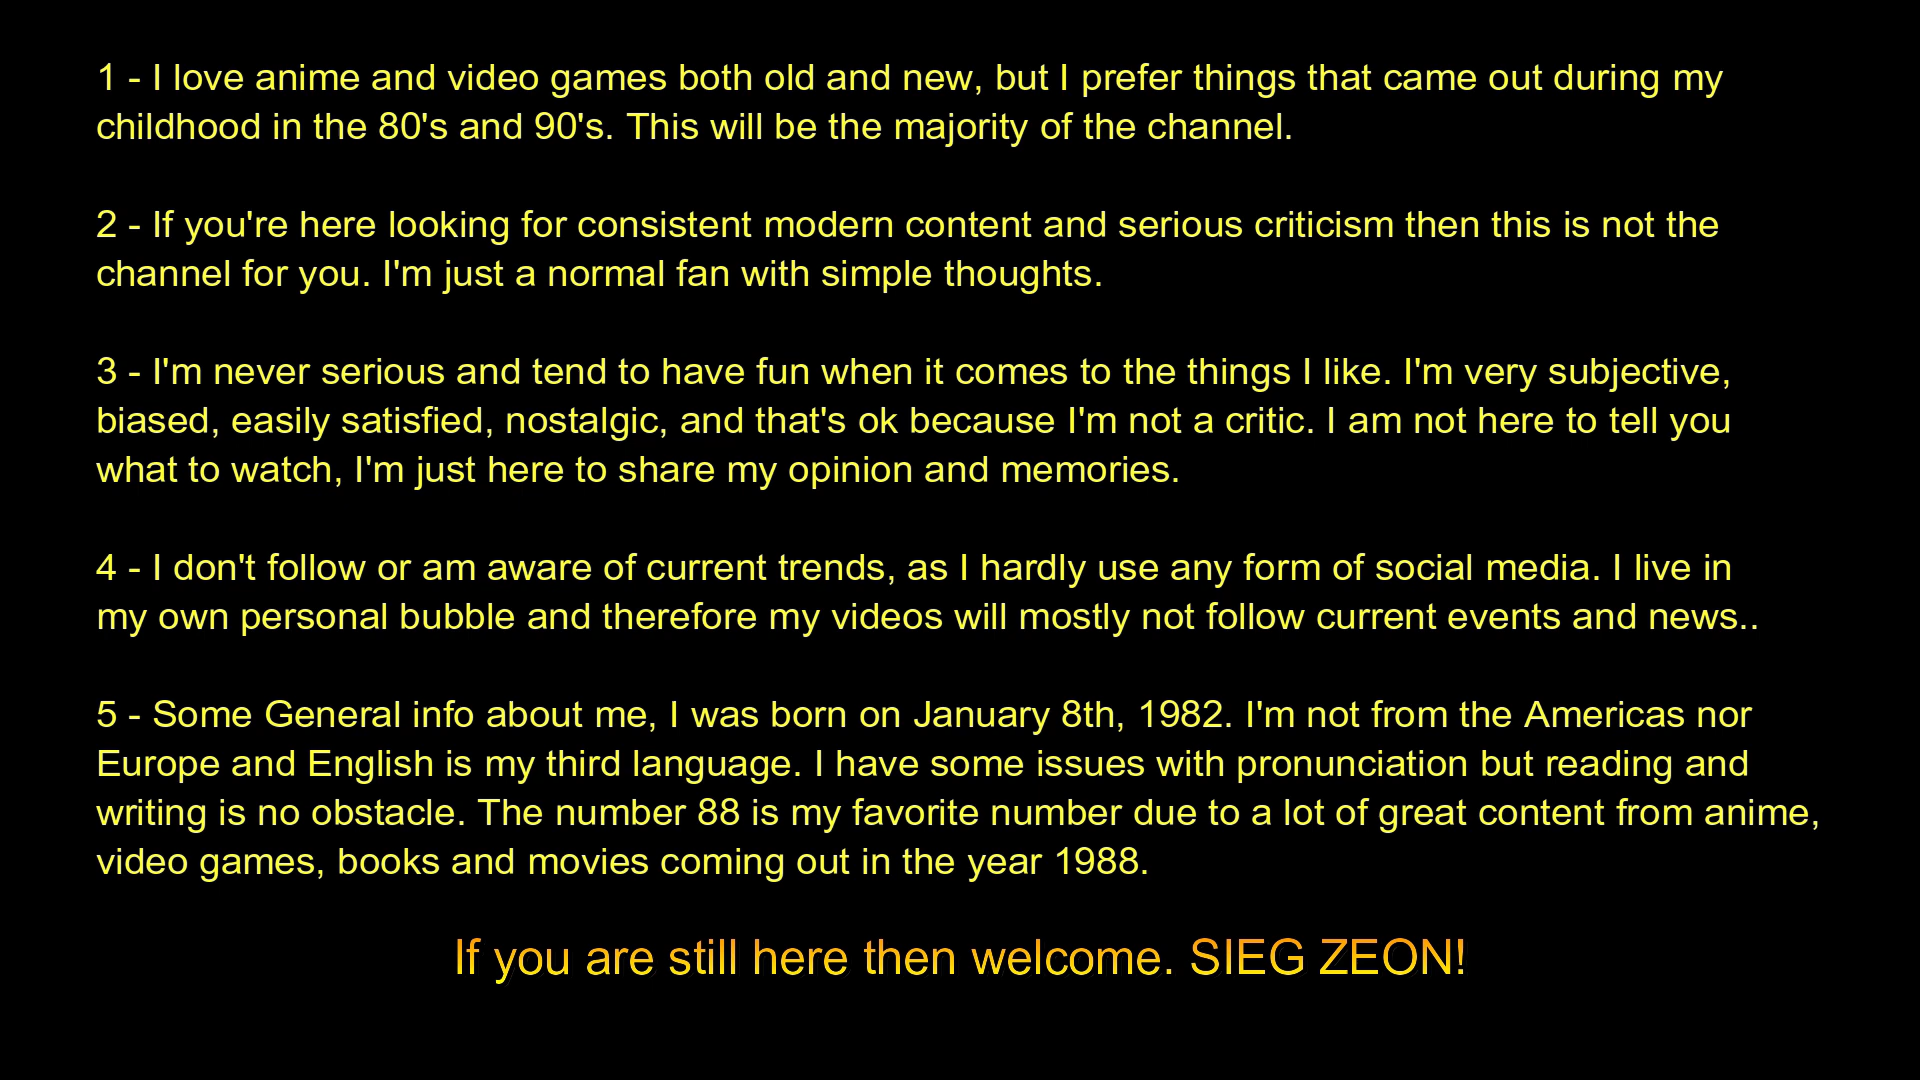 1 - I love anime and video games both old and new, but I prefer things that came out during my
childhood in the 80's and 90's. This will be the majority of the channel.
2 - If you're here looking for consistent modern content and serious criticism then this is not the
channel for you. I'm just a normal fan with simple thoughts.
3 - I'm never serious and tend to have fun when it comes to the things I like. I'm very subjective,
biased, easily satisfied, nostalgic, and that's ok because I'm not a critic. I am not here to tell you
what to watch, I'm just here to share my opinion and memories.
4 - I don't follow or am aware of current trends, as I hardly use any form of social media. I live in
my own personal bubble and therefore my videos will mostly not follow current events and news..
5 - Some General info about me, I was born on January 8th, 1982. I'm not from the Americas nor
Europe and English is my third language. I have some issues with pronunciation but reading and
writing is no obstacle. The number 88 is my favorite number due to a lot of great content from anime,
video games, books and movies coming out in the year 1988.
If you are still here then welcome. SIEG ZEON!